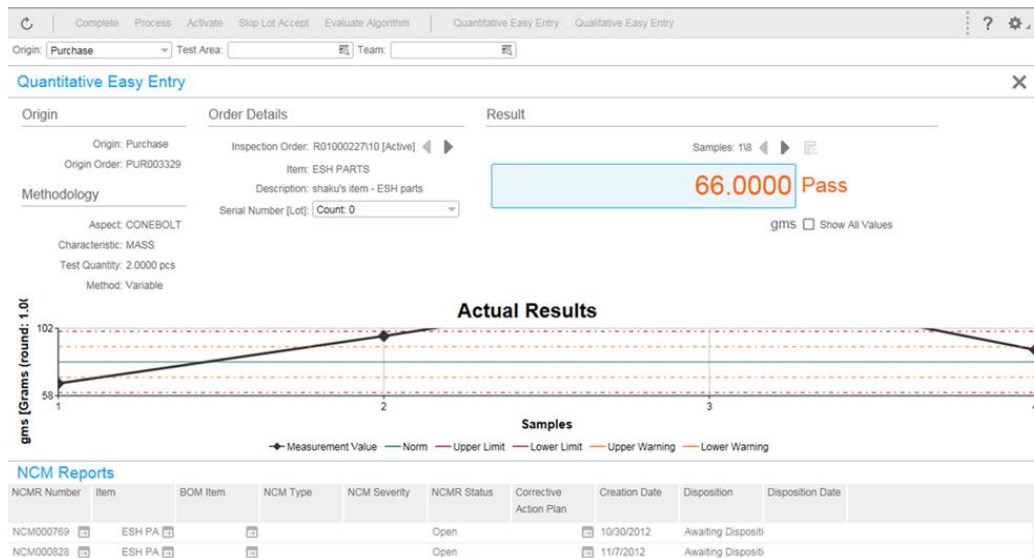 Complete Process Activate Skip Lot Accept Evaluate Algorithm Quantitative Easy Entry Qualitative Easy Entry ?
Origin: Purchase Test Area: Team:
Quantitative Easy Entry
Origin
Origin: Purchase
Origin Order: PUR003329
Methodology
Aspect: CONEBOLT
Characteristic: MASS
Test Quantity: 2.0000 pcs
Method: Variable
Order Details
Inspection Order: R01000227\10 [Active]
Item: ESH PARTS
Description: shaku's item - ESH parts
Serial Number [Lot]: Count: 0
Result
Samples: 1\8
66.0000 Pass
gms Show All Values
Actual Results
gms [Grams (round: 1.0(
102
58
1 2 3
Samples
Measurement Value Norm Upper Limit Lower Limit Upper Warning Lower Warning
NCM Reports
NCMR Number Item BOM Item NCM Type NCM Severity NCMR Status Corrective Action Plan Creation Date Disposition Disposition Date
NCM000769 ESH PA Open 10/30/2012 Awaiting Dispositi
NCM000828 ESH PA Open 11/7/2012 Awaiting Dispositi